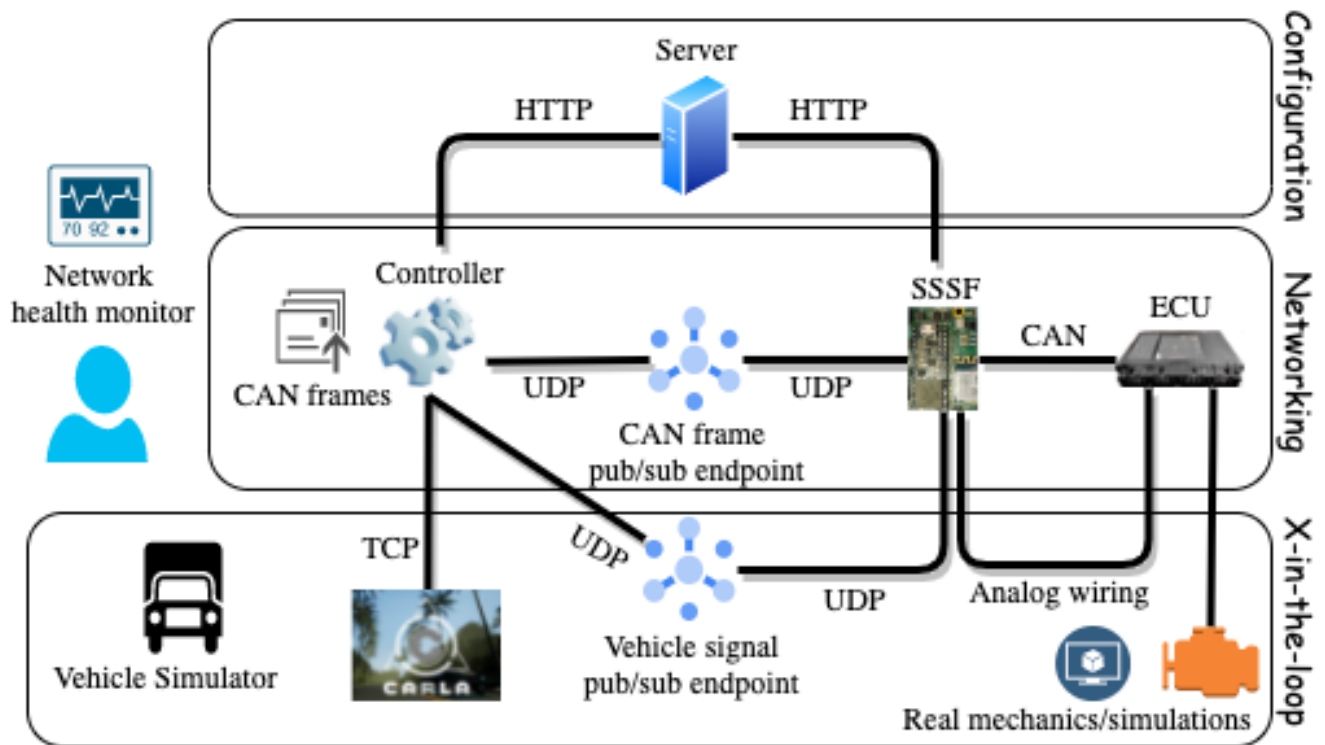 Configuration
Server
HTTP
HTTP
70 92
Network
health monitor
Networking
Controller
SSSF
ECU
CAN
CAN frames
UDP
UDP
CAN frame
pub/sub endpoint
X-in-the-loop
TCP
UDP
UDP
Analog wiring
CARLA
Vehicle Simulator
Vehicle signal
pub/sub endpoint
Real mechanics/simulations